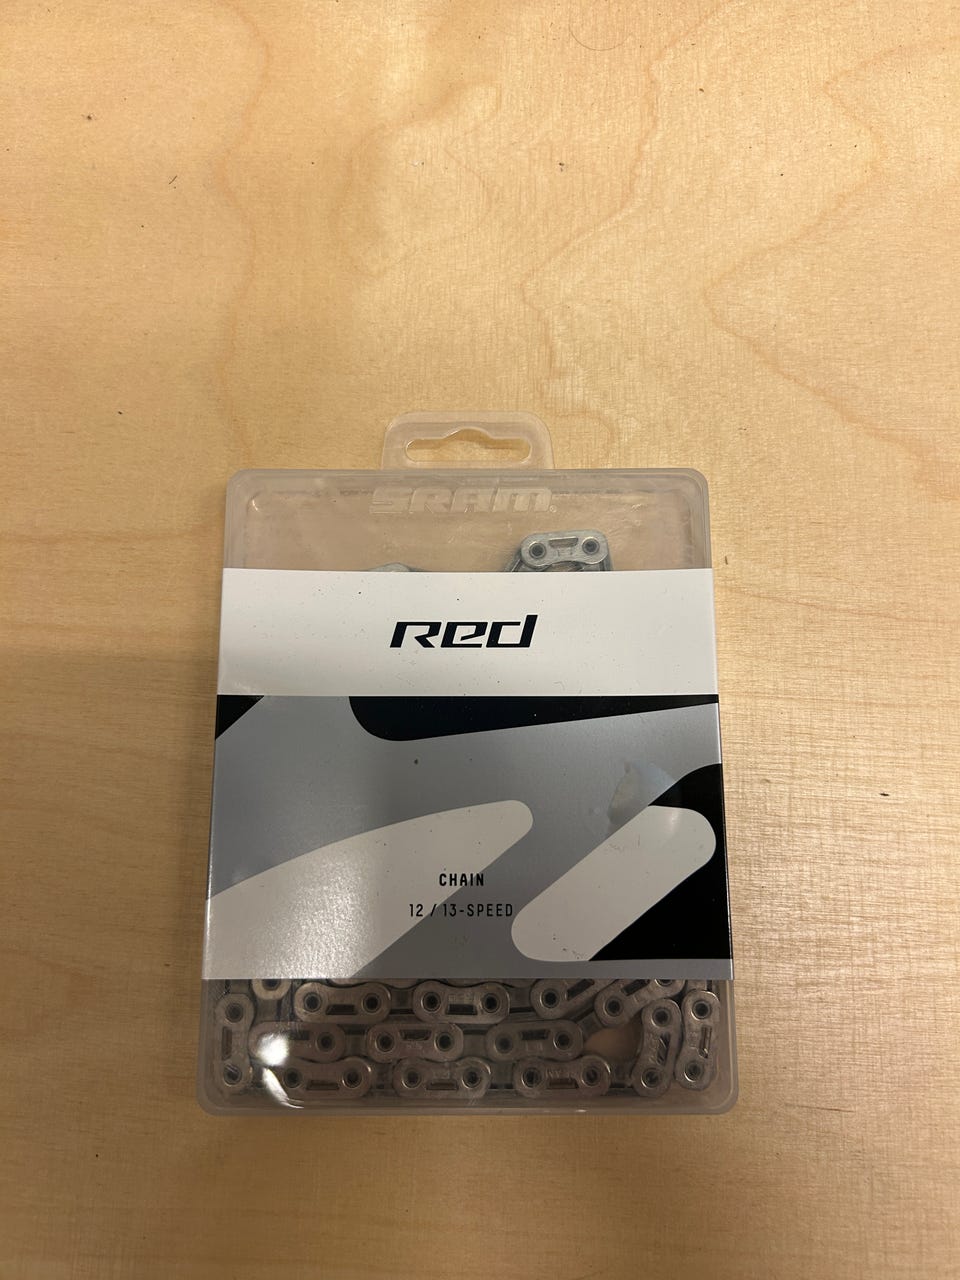 SRAM
Red
CHAIN
12 / 13-SPEED